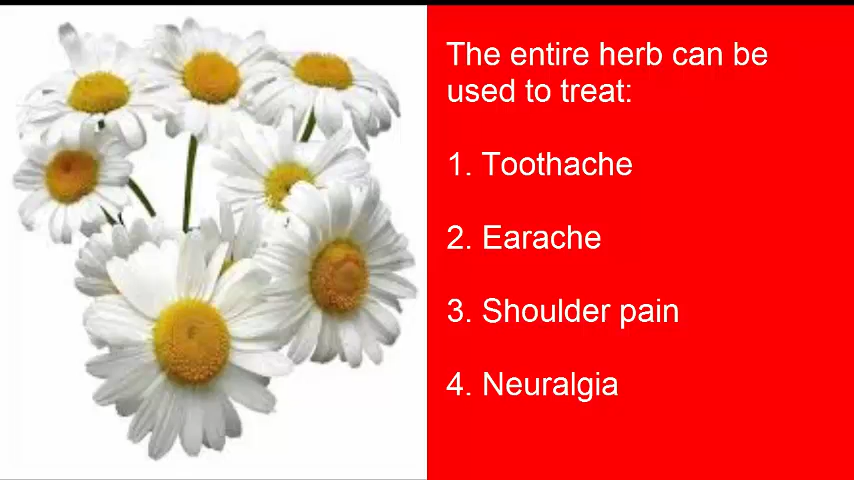 The entire herb can be
used to treat:
1. Toothache
2. Earache
3. Shoulder pain
4. Neuralgia